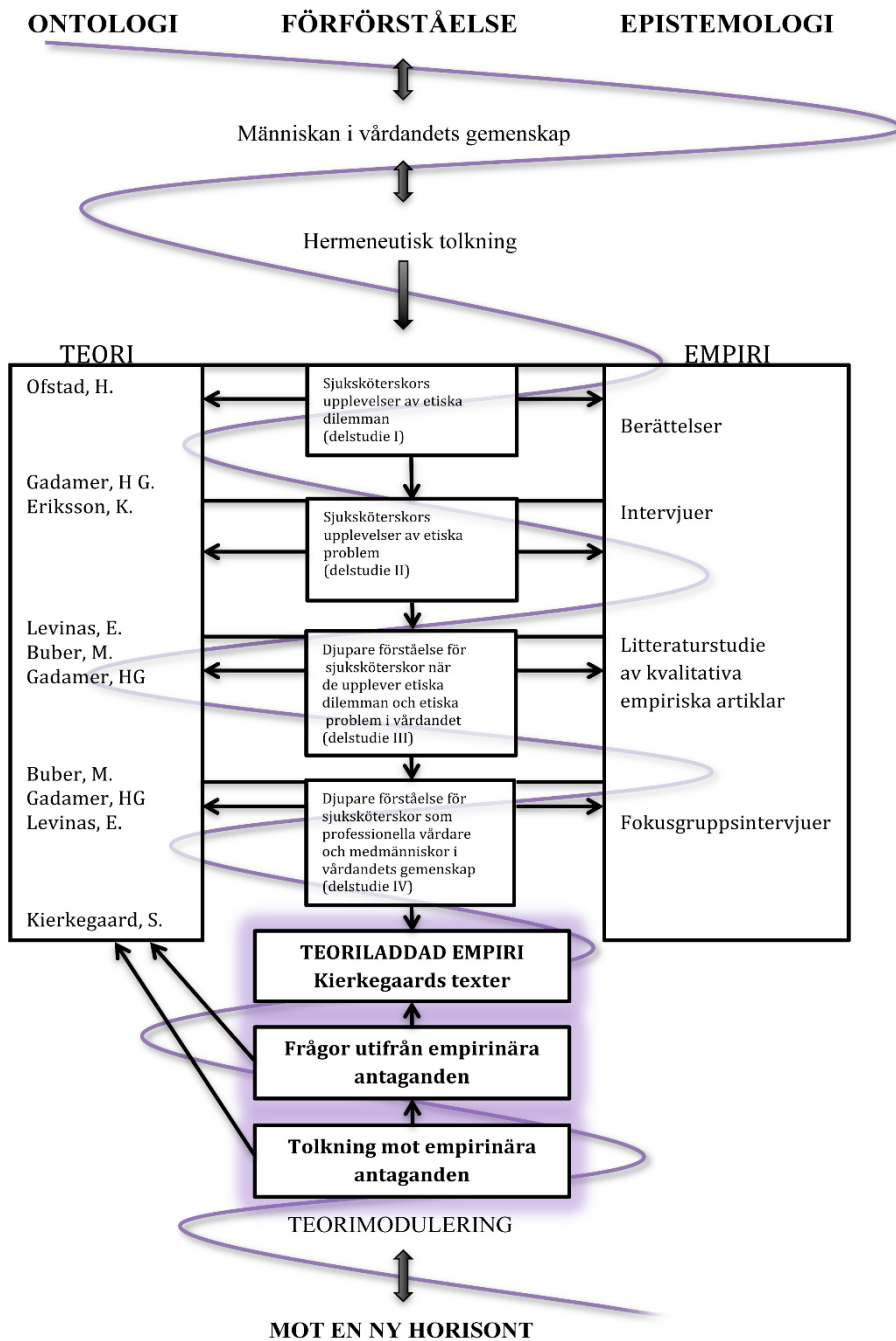 ONTOLOGI FÖRFÖRSTÅELSE EPISTEMOLOGI
Människan i vårdandets gemenskap
Hermeneutisk tolkning
TEORI
EMPIRI
Ofstad, H.
Sjuksköterskors
upplevelser av etiska
dilemman
(delstudie I)
Berättelser
Gadamer, H G.
Eriksson, K.
Sjuksköterskors
upplevelser av etiska
problem
(delstudie II)
Intervjuer
Levinas, E.
Buber, M.
Gadamer, HG
Djupare förståelse för
sjuksköterskor när
de upplever etiska
dilemman och etiska
problem i vårdandet
(delstudie III)
Litteraturstudie
av kvalitativa
empiriska artiklar
Buber, M.
Gadamer, HG
Levinas, E.
Djupare förståelse för
sjuksköterskor som
professionella vårdare
och medmänniskor i
vårdandets gemenskap
(delstudie IV)
Fokusgruppsintervjuer
Kierkegaard, S.
TEORILADDAD EMPIRI
Kierkegaards texter
Frågor utifrån empirinära
antaganden
Tolkning mot empirinära
antaganden
TEORIMODULERING
MOT EN NY HORISONT